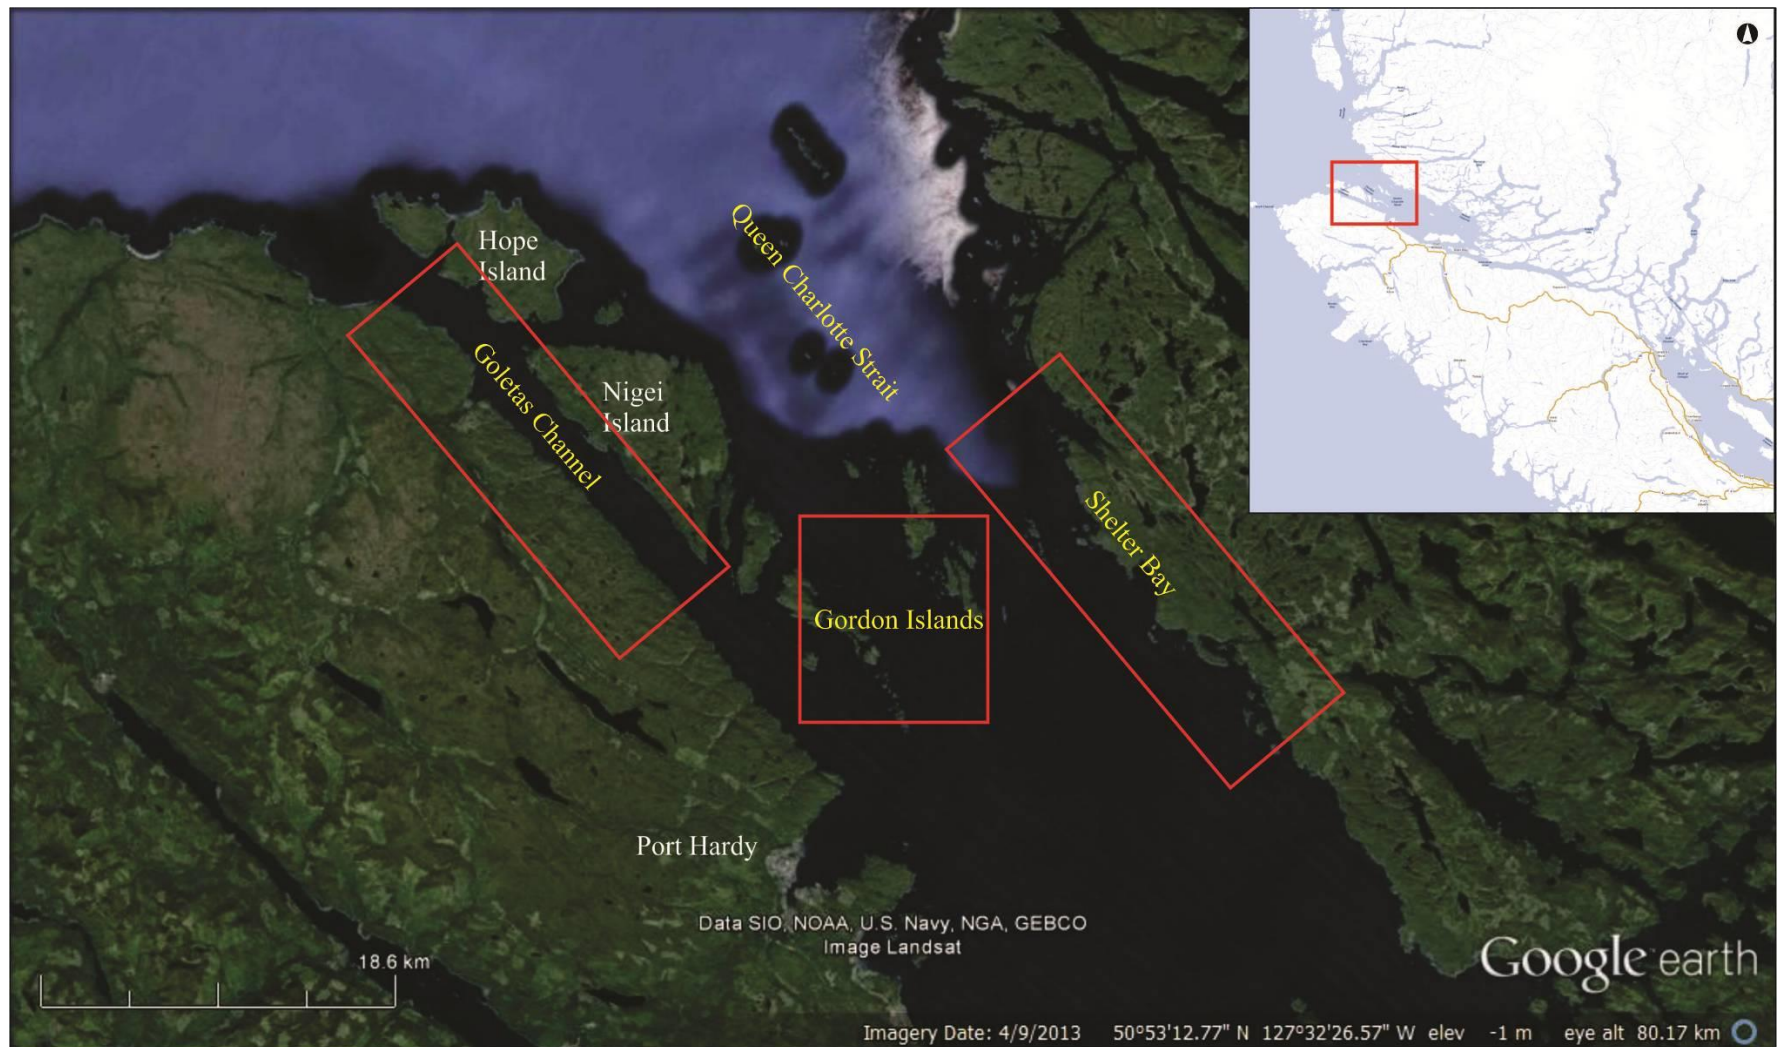 Hope
Island
Queen Charlotte Strait
Goletas Channel
Nigei
Island
Shelter Bay
Gordon Islands
Port Hardy
Data SIO, NOAA, U.S. Navy, NGA, GEBCO
Image Landsat
18.6 km
Google earth
Imagery Date: 4/9/2013 50°53'12.77" N 127°32'26.57" W elev -1 m eye alt 80.17 km